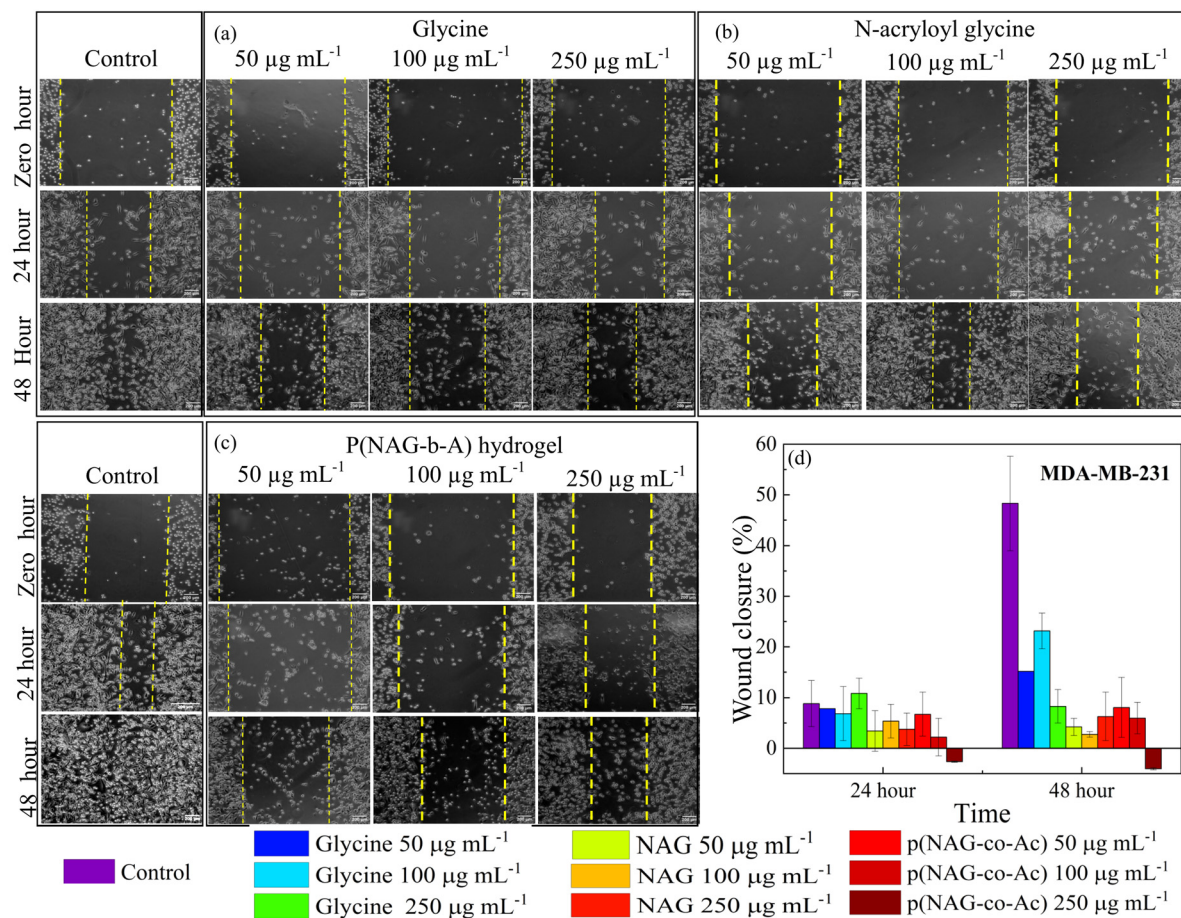 (a) Glycine
(b) N-acryloyl glycine
Control
50 µg mL⁻¹
100 µg mL⁻¹
250 µg mL⁻¹
50 µg mL⁻¹
100 µg mL⁻¹
250 µg mL⁻¹
Zero hour
24 hour
48 Hour
(c) P(NAG-b-A) hydrogel
Control
50 µg mL⁻¹
100 µg mL⁻¹
250 µg mL⁻¹
Zero hour
24 hour
48 hour
(d)
MDA-MB-231
Wound closure (%)
60
50
40
30
20
10
0
24 hour
48 hour
Time
Control
Glycine 50 µg mL⁻¹
Glycine 100 µg mL⁻¹
Glycine 250 µg mL⁻¹
NAG 50 µg mL⁻¹
NAG 100 µg mL⁻¹
NAG 250 µg mL⁻¹
p(NAG-co-Ac) 50 µg mL⁻¹
p(NAG-co-Ac) 100 µg mL⁻¹
p(NAG-co-Ac) 250 µg mL⁻¹